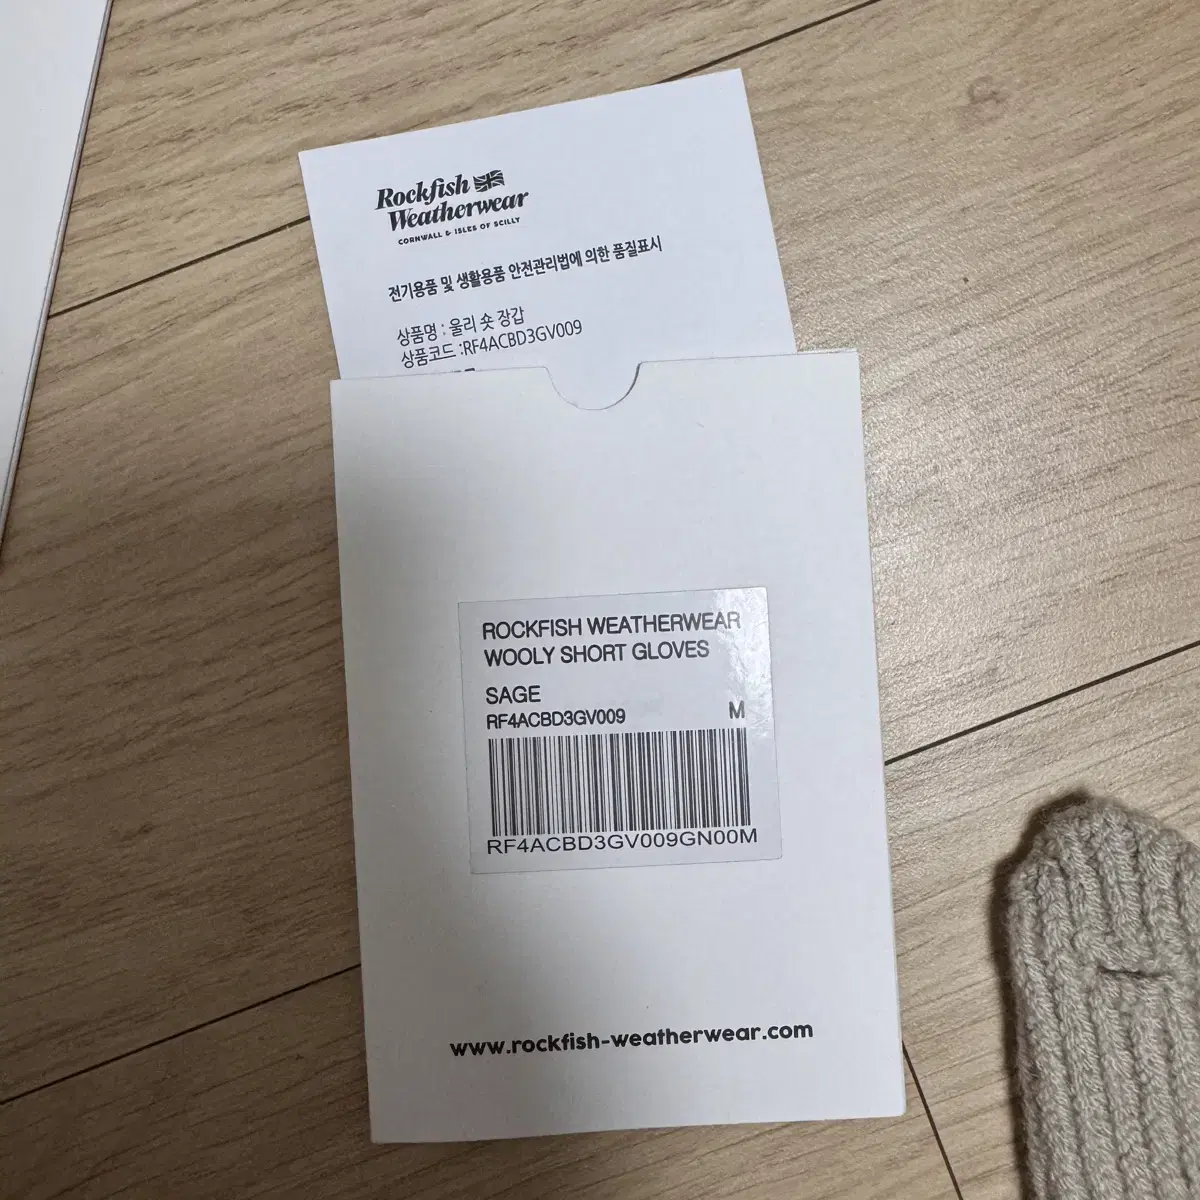 Rockfish
Weatherwear
CORNWALL & ISLES OF SCILLY
전기용품 및 생활용품 안전관리법에 의한 품질표시
상품명 : 울리 숏 장갑
상품코드 :RF4ACBD3GV009
ROCKFISH WEATHERWEAR
WOOLY SHORT GLOVES
SAGE
RF4ACBD3GV009 M
RF4ACBD3GV009GN00M
www.rockfish-weatherwear.com